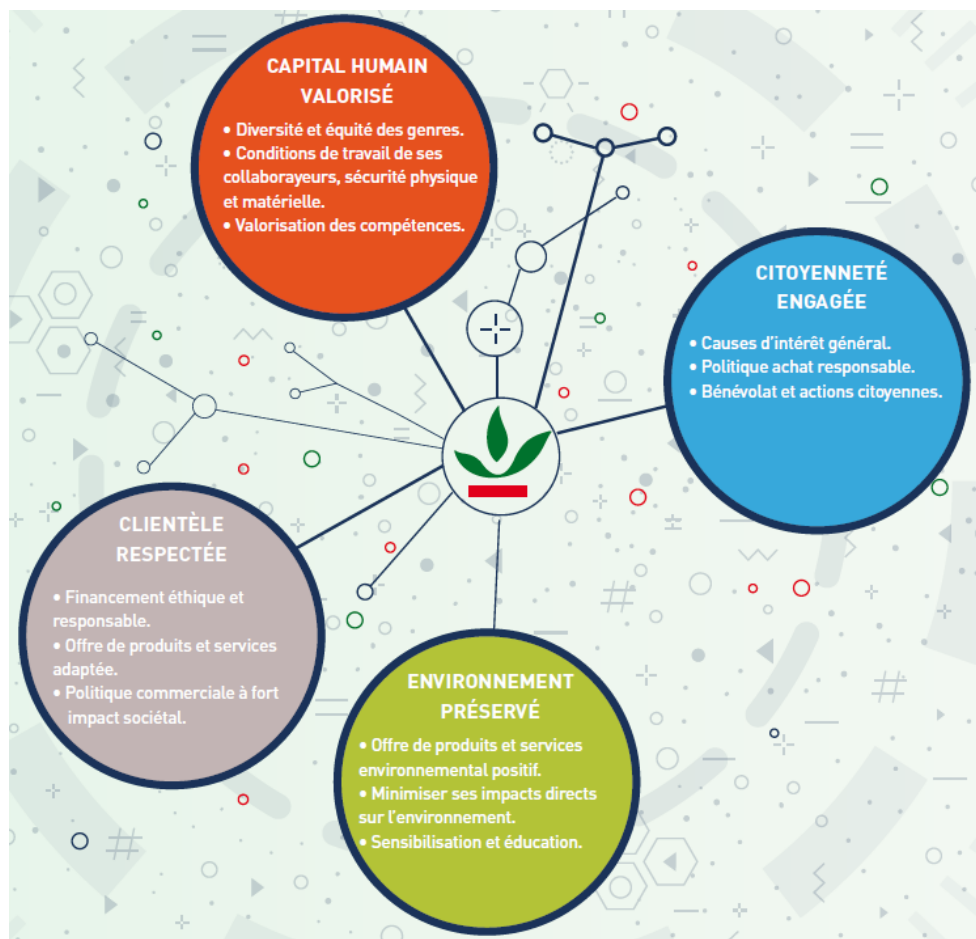 CAPITAL HUMAIN
VALORISÉ
• Diversité et équité des genres.
• Conditions de travail de ses
collaborayeurs, sécurité physique
et matérielle.
• Valorisation des compétences.
CITOYENNETÉ
ENGAGÉE
• Causes d'intérêt général.
• Politique achat responsable.
• Bénévolat et actions citoyennes.
CLIENTÈLE
RESPECTÉE
• Financement éthique et
responsable.
• Offre de produits et services
adaptée.
• Politique commerciale à fort
impact sociétal.
ENVIRONNEMENT
PRÉSERVÉ
• Offre de produits et services
environnemental positif.
• Minimiser ses impacts directs
sur l'environnement.
• Sensibilisation et éducation.